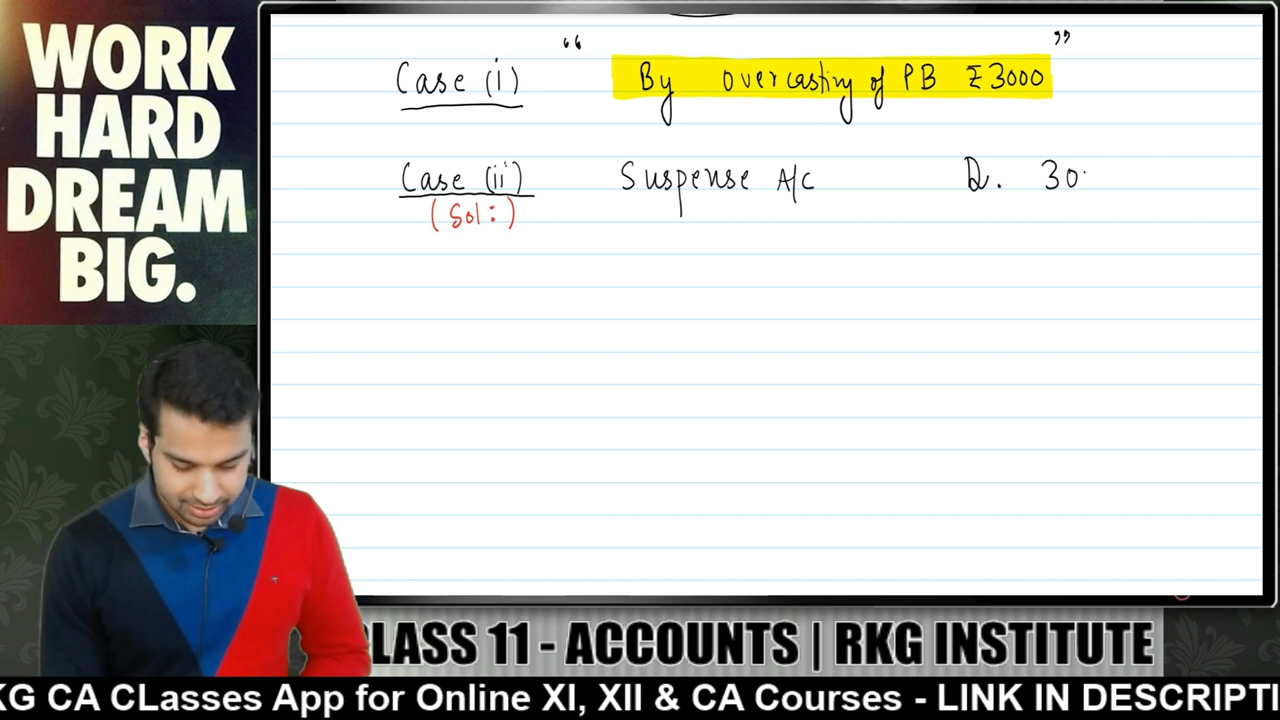 WORK
HARD
DREAM
BIG.
“ ”
Case (i) By overcasting of PB ₹3000
Case (ii) Suspense A/c D. 30
(Sol:)
LASS 11 - ACCOUNTS | RKG INSTITUTE
KG CA CLasses App for Online XI, XII & CA Courses - LINK IN DESCRIPTI